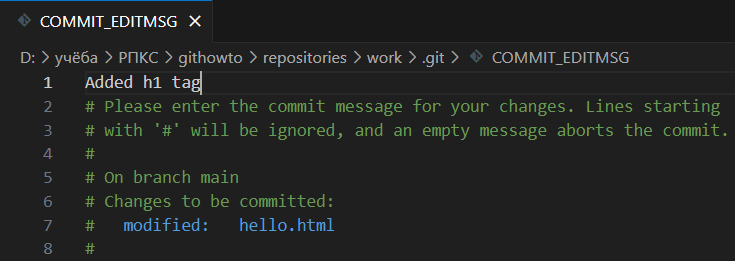 COMMIT_EDITMSG ×
D: > учёба > РПКС > githowto > repositories > work > .git > COMMIT_EDITMSG
1 Added h1 tag
2 # Please enter the commit message for your changes. Lines starting
3 # with '#' will be ignored, and an empty message aborts the commit.
4 #
5 # On branch main
6 # Changes to be committed:
7 #   modified:   hello.html
8 #